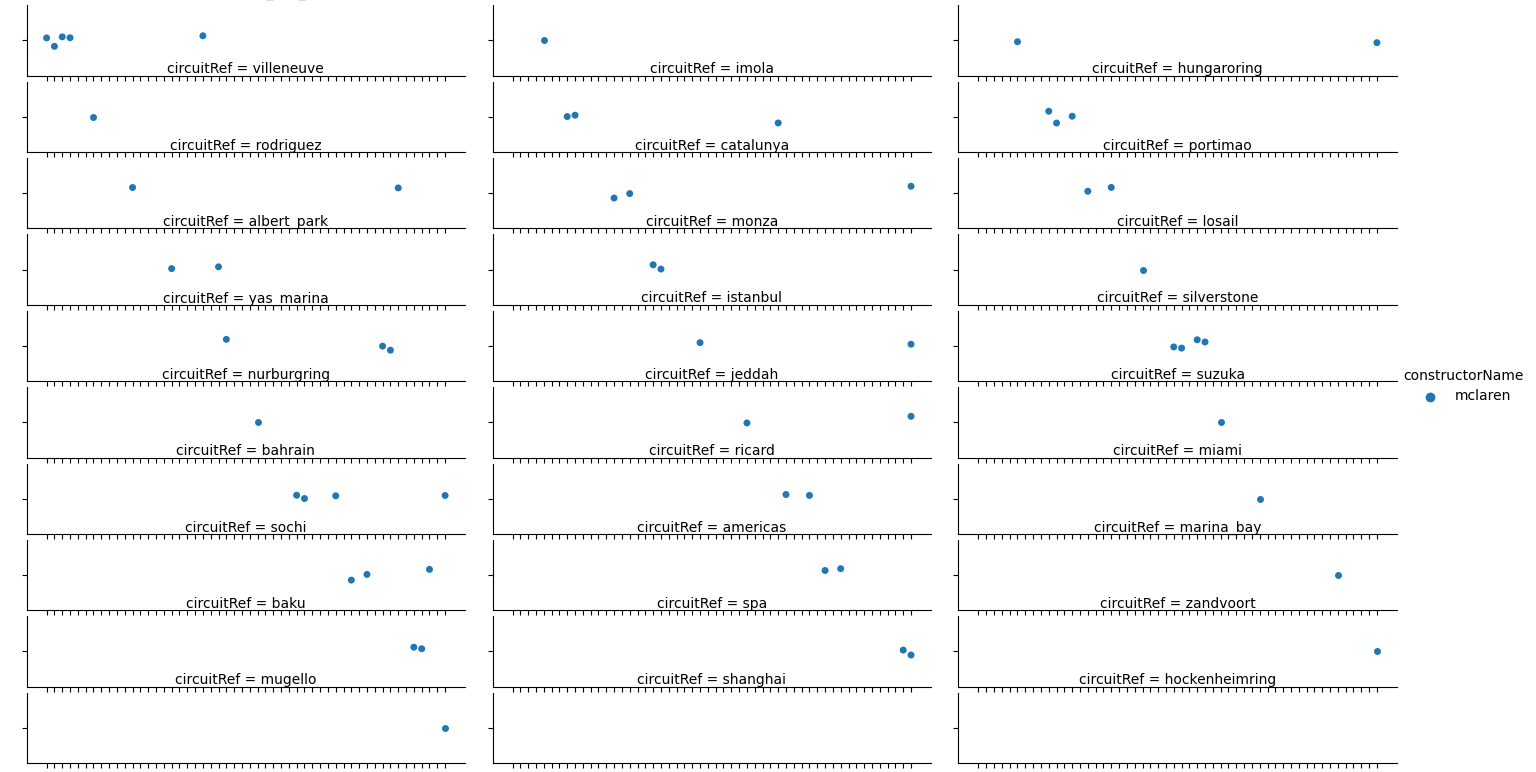 circuitRef = villeneuve
circuitRef = imola
circuitRef = hungaroring
circuitRef = rodriguez
circuitRef = catalunya
circuitRef = portimao
circuitRef = albert_park
circuitRef = monza
circuitRef = losail
circuitRef = yas_marina
circuitRef = istanbul
circuitRef = silverstone
circuitRef = nurburgring
circuitRef = jeddah
circuitRef = suzuka
constructorName
mclaren
circuitRef = bahrain
circuitRef = ricard
circuitRef = miami
circuitRef = sochi
circuitRef = americas
circuitRef = marina_bay
circuitRef = baku
circuitRef = spa
circuitRef = zandvoort
circuitRef = mugello
circuitRef = shanghai
circuitRef = hockenheimring